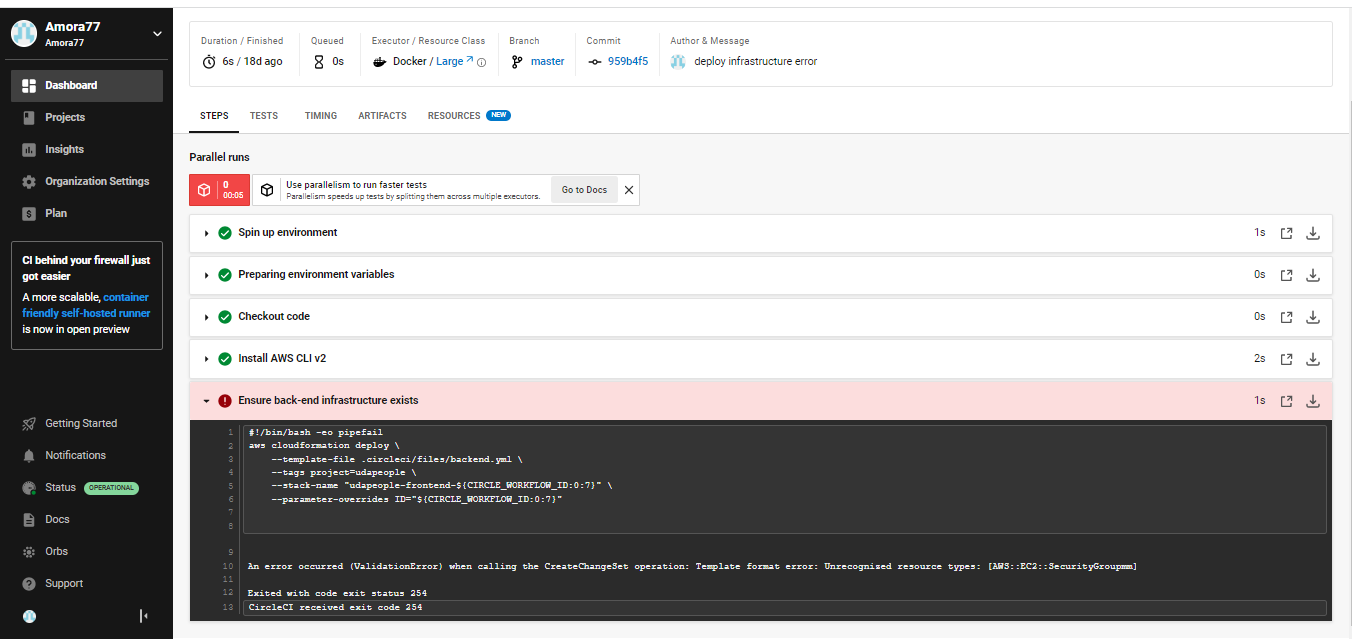 Amora77
Amora77
Dashboard
Projects
Insights
Organization Settings
Plan
CI behind your firewall just
got easier
A more scalable, container
friendly self-hosted runner
is now in open preview
Getting Started
Notifications
Status OPERATIONAL
Docs
Orbs
Support
Duration / Finished
6s / 18d ago
Queued
0s
Executor / Resource Class
Docker / Large
Branch
master
Commit
959b4f5
Author & Message
deploy infrastructure error
STEPS TESTS TIMING ARTIFACTS RESOURCES NEW
Parallel runs
0
00:05
Use parallelism to run faster tests
Parallelism speeds up tests by splitting them across multiple executors.
Go to Docs
Spin up environment 1s
Preparing environment variables 0s
Checkout code 0s
Install AWS CLI v2 2s
Ensure back-end infrastructure exists 1s
1 #!/bin/bash -eo pipefail
2 aws cloudformation deploy \
3 --template-file .circleci/files/backend.yml \
4 --tags project=udapeople \
5 --stack-name "udapeople-frontend-${CIRCLE_WORKFLOW_ID:0:7}" \
6 --parameter-overrides ID="${CIRCLE_WORKFLOW_ID:0:7}"
7
8
9
10 An error occurred (ValidationError) when calling the CreateChangeSet operation: Template format error: Unrecognized resource types: [AWS::EC2::SecurityGroupmm]
11
12 Exited with code exit status 254
13 CircleCI received exit code 254